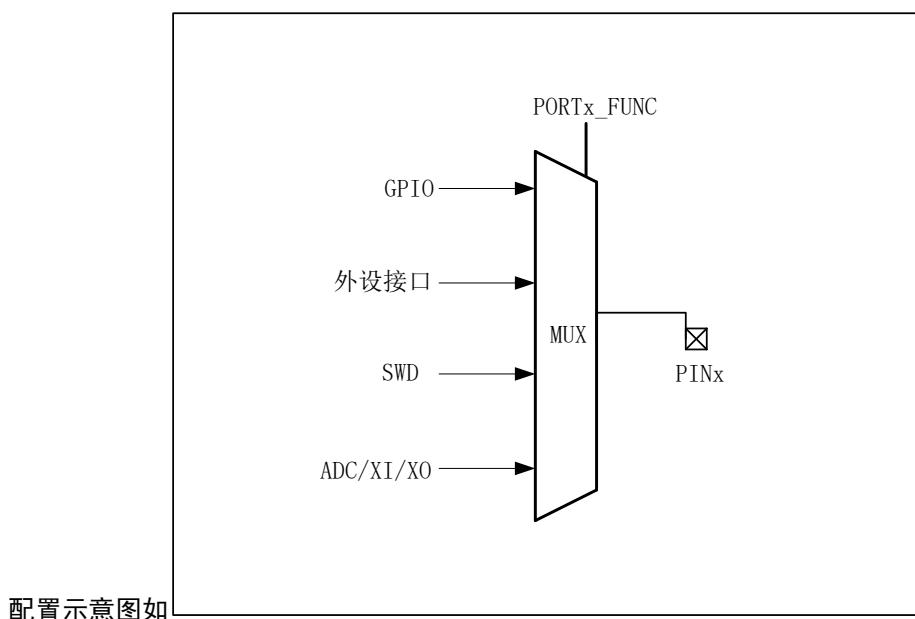 PORTx_FUNC
GPIO
外设接口
MUX
SWD
PINx
ADC/XI/XO
配置示意图如